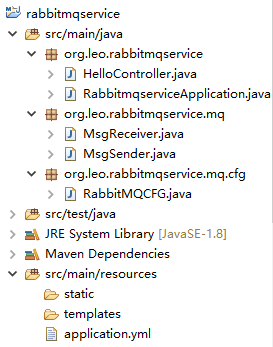 rabbitmqservice
src/main/java
org.leo.rabbitmqservice
HelloController.java
RabbitmqserviceApplication.java
org.leo.rabbitmqservice.mq
MsgReceiver.java
MsgSender.java
org.leo.rabbitmqservice.mq.cfg
RabbitMQCFG.java
src/test/java
JRE System Library [JavaSE-1.8]
Maven Dependencies
src/main/resources
static
templates
application.yml